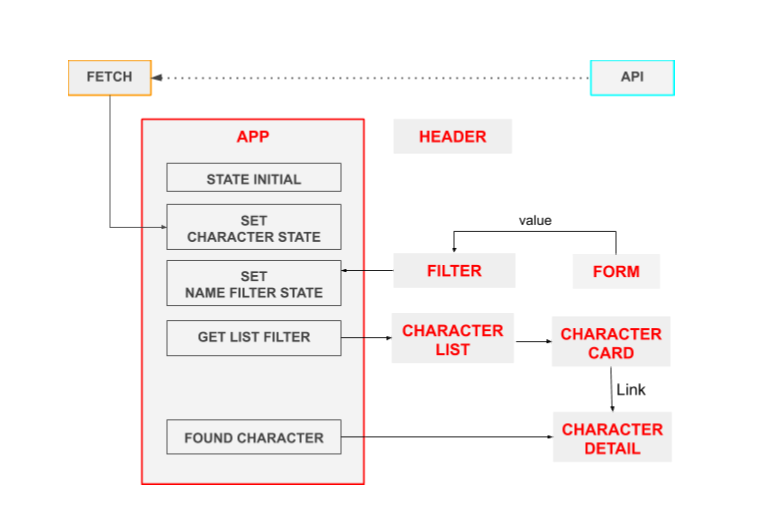 FETCH
API
APP
HEADER
STATE INITIAL
SET
CHARACTER STATE
value
SET
NAME FILTER STATE
FILTER
FORM
GET LIST FILTER
CHARACTER
LIST
CHARACTER
CARD
Link
FOUND CHARACTER
CHARACTER
DETAIL